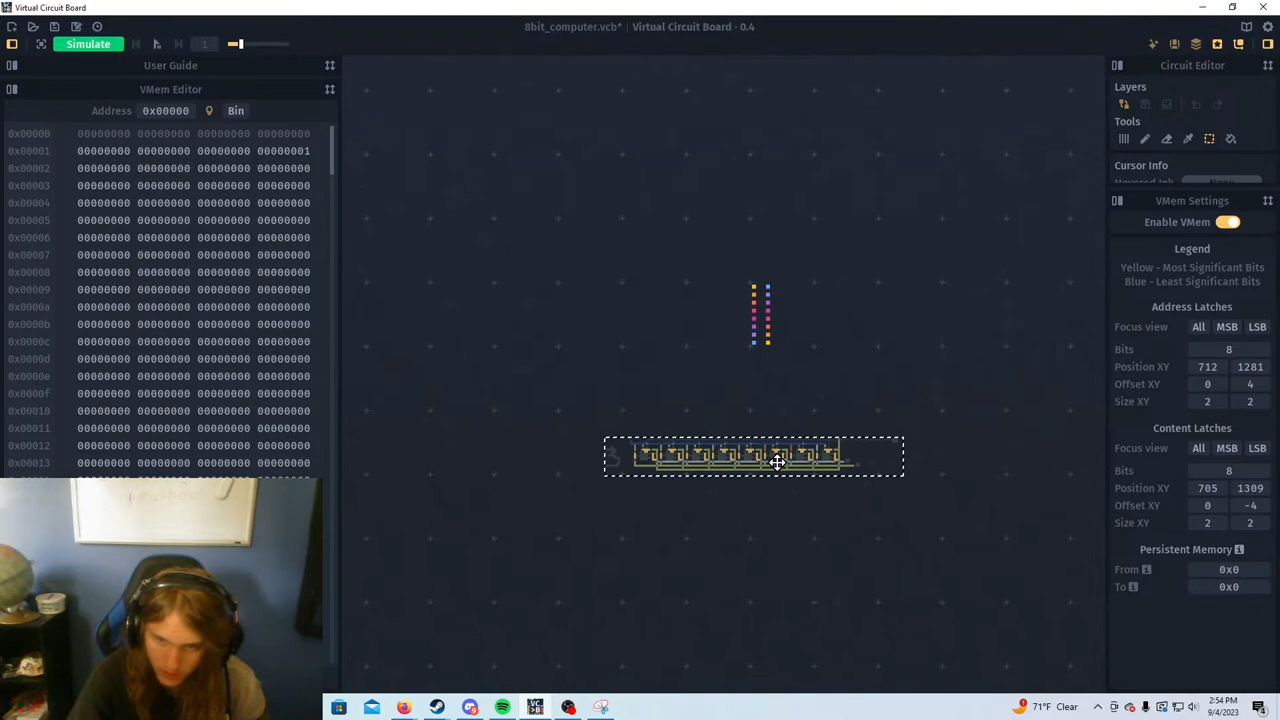 Virtual Circuit Board
8bit_computer.vcb* | Virtual Circuit Board · 0.4
Simulate
1
User Guide
VMem Editor
Address 0x00000 Bin
0x00000 00000000 00000000 00000000 00000000
0x00001 00000000 00000000 00000000 00000001
0x00002 00000000 00000000 00000000 00000000
0x00003 00000000 00000000 00000000 00000000
0x00004 00000000 00000000 00000000 00000000
0x00005 00000000 00000000 00000000 00000000
0x00006 00000000 00000000 00000000 00000000
0x00007 00000000 00000000 00000000 00000000
0x00008 00000000 00000000 00000000 00000000
0x00009 00000000 00000000 00000000 00000000
0x0000a 00000000 00000000 00000000 00000000
0x0000b 00000000 00000000 00000000 00000000
0x0000c 00000000 00000000 00000000 00000000
0x0000d 00000000 00000000 00000000 00000000
0x0000e 00000000 00000000 00000000 00000000
0x0000f 00000000 00000000 00000000 00000000
0x00010 00000000 00000000 00000000 00000000
0x00011 00000000 00000000 00000000 00000000
0x00012 00000000 00000000 00000000 00000000
0x00013 00000000 00000000 00000000 00000000
Circuit Editor
Layers
Tools
Cursor Info
VMem Settings
Enable VMem
Legend
Yellow - Most Significant Bits
Blue - Least Significant Bits
Address Latches
Focus view All MSB LSB
Bits 8
Position XY 712 1281
Offset XY 0 4
Size XY 2 2
Content Latches
Focus view All MSB LSB
Bits 8
Position XY 705 1309
Offset XY 0 -4
Size XY 2 2
Persistent Memory
From 0x0
To 0x0
71°F Clear
2:54 PM
9/4/2023